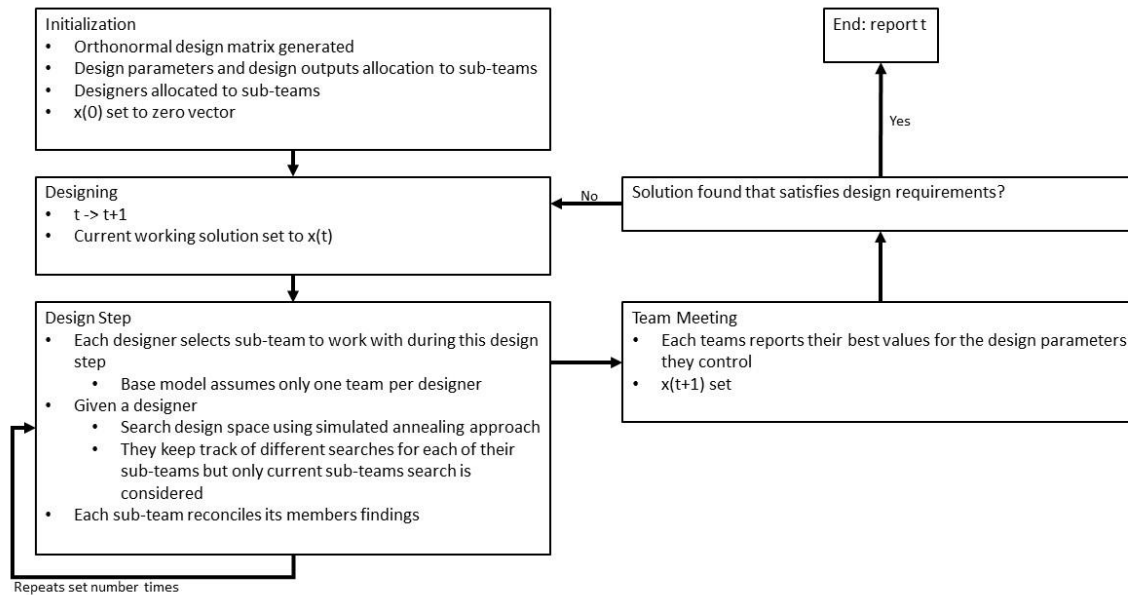 Initialization
• Orthonormal design matrix generated
• Design parameters and design outputs allocation to sub-teams
• Designers allocated to sub-teams
• x(0) set to zero vector
Designing
• t -> t+1
• Current working solution set to x(t)
Design Step
• Each designer selects sub-team to work with during this design
step
• Base model assumes only one team per designer
• Given a designer
• Search design space using simulated annealing approach
• They keep track of different searches for each of their
sub-teams but only current sub-teams search is
considered
• Each sub-team reconciles its members findings
Repeats set number times
Team Meeting
• Each teams reports their best values for the design parameters
they control
• x(t+1) set
Solution found that satisfies design requirements?
No
Yes
End: report t